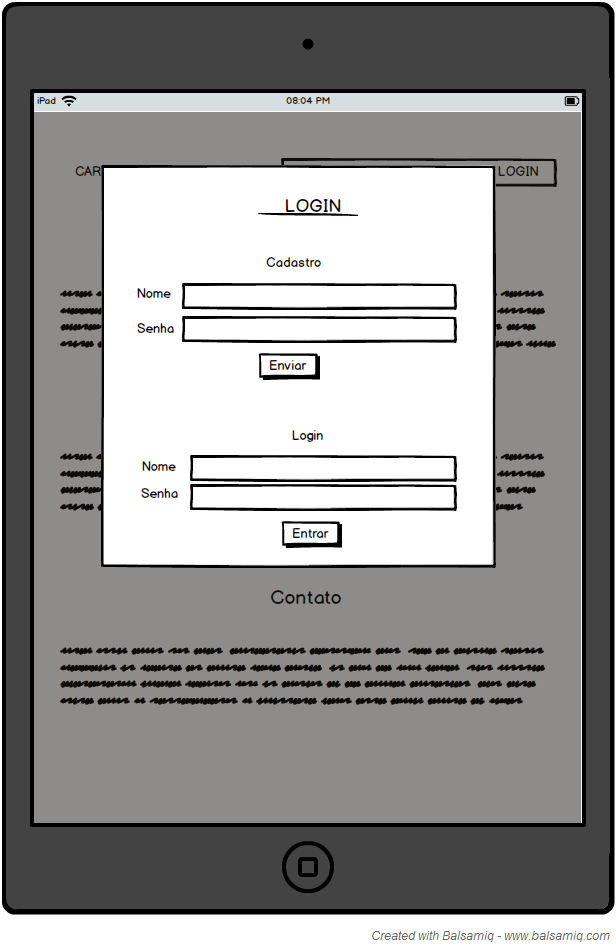 iPad 08:04 PM
CAR LOGIN
LOGIN
Cadastro
Nome
Senha
Enviar
Login
Nome
Senha
Entrar
Contato
Created with Balsamiq - www.balsamiq.com